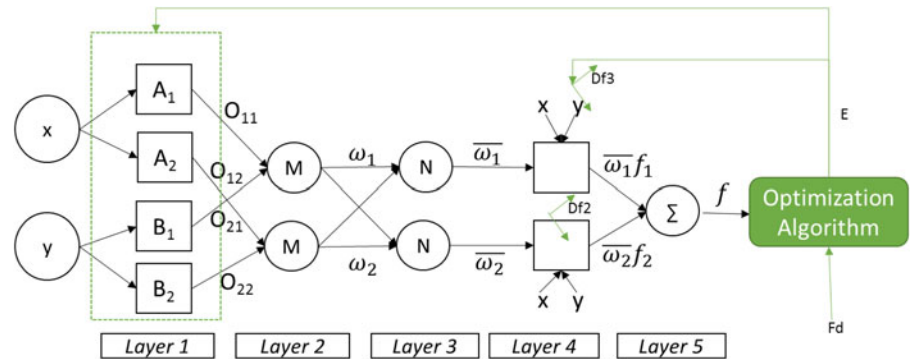 x
y
A₁
A₂
B₁
B₂
O₁₁
O₁₂
O₂₁
O₂₂
M
M
ω₁
ω₂
N
N
ω̅₁
ω̅₂
x y
Df3
Df2
x y
ω̅₁f₁
ω̅₂f₂
Σ
f
E
Optimization
Algorithm
Fd
Layer 1
Layer 2
Layer 3
Layer 4
Layer 5